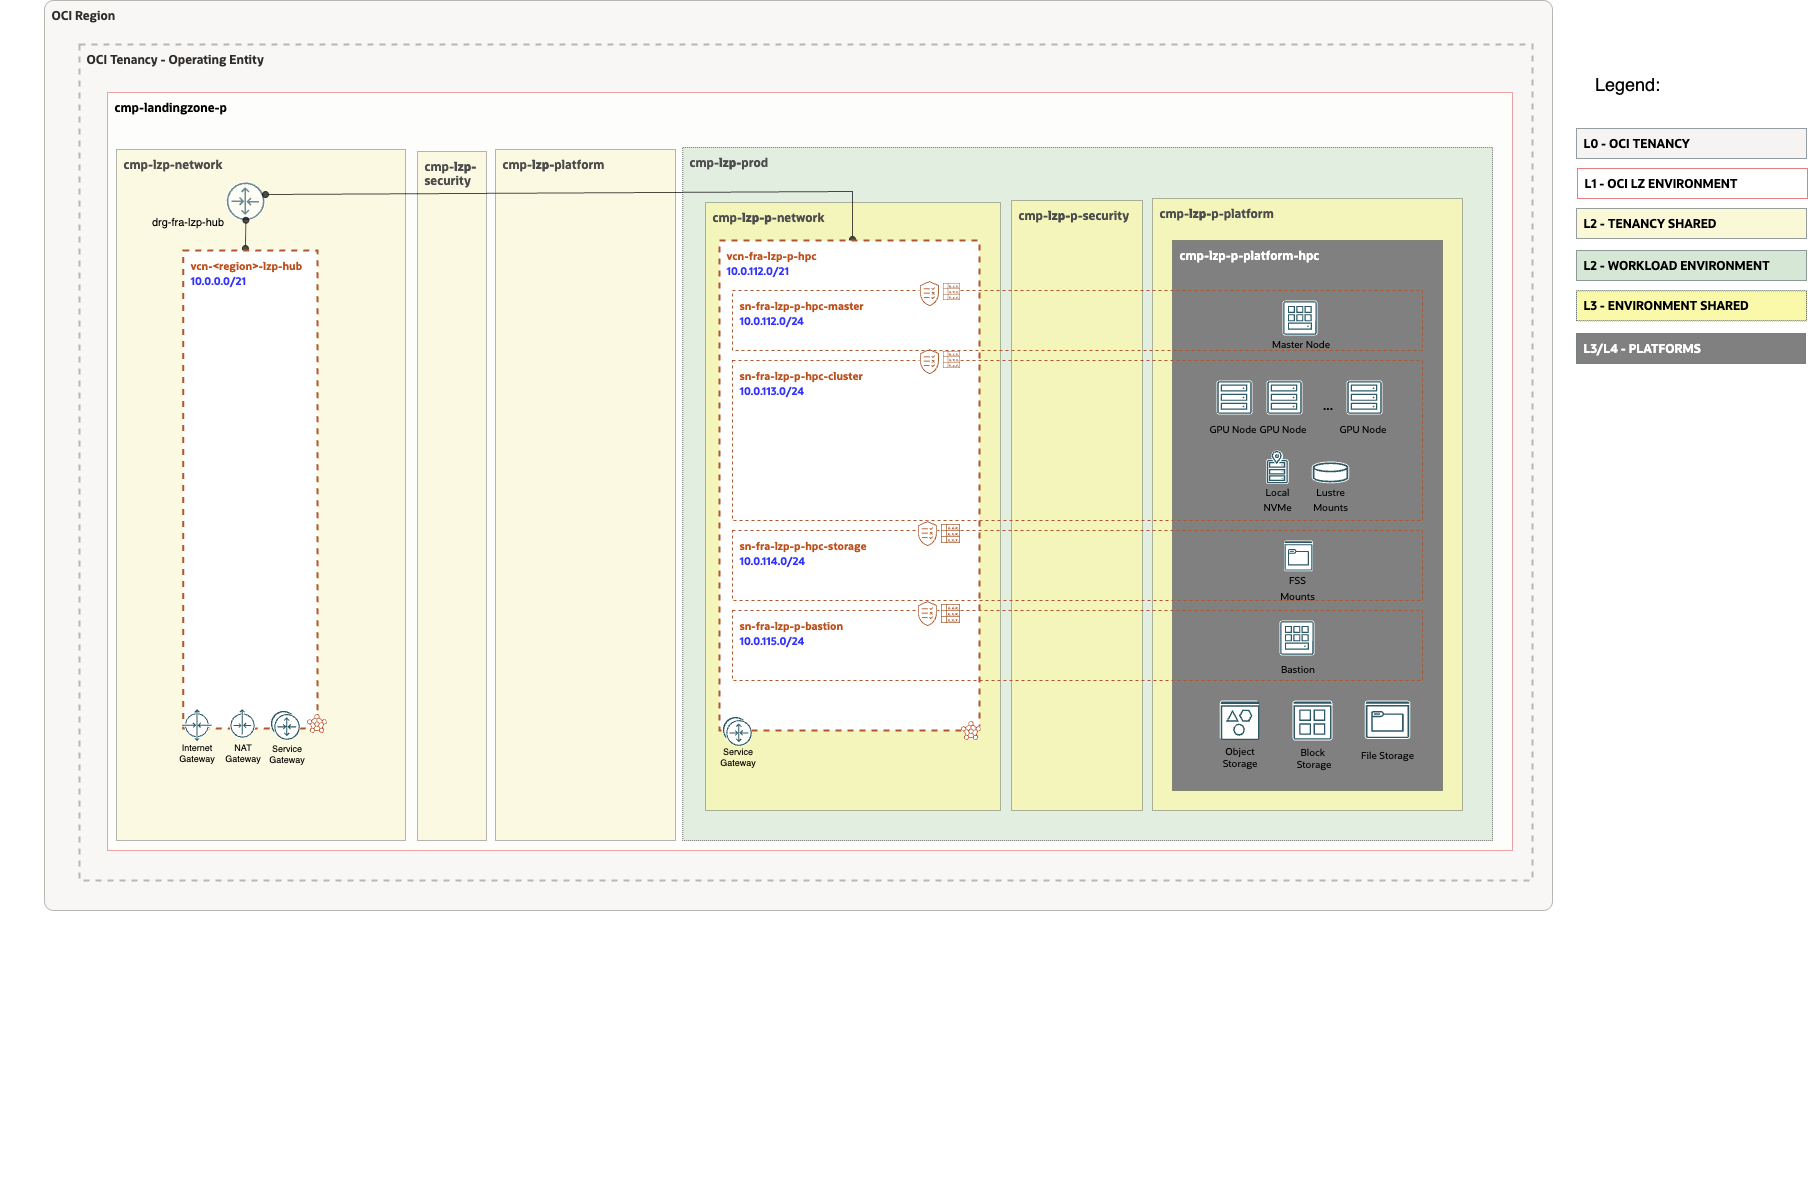 OCI Region
OCI Tenancy - Operating Entity
cmp-landingzone-p
cmp-lzp-network
drg-fra-lzp-hub
vcn-<region>-lzp-hub
10.0.0.0/21
Internet
Gateway
NAT
Gateway
Service
Gateway
cmp-lzp-
security
cmp-lzp-platform
cmp-lzp-prod
cmp-lzp-p-network
vcn-fra-lzp-p-hpc
10.0.112.0/21
sn-fra-lzp-p-hpc-master
10.0.112.0/24
sn-fra-lzp-p-hpc-cluster
10.0.113.0/24
sn-fra-lzp-p-hpc-storage
10.0.114.0/24
sn-fra-lzp-p-bastion
10.0.115.0/24
Service
Gateway
cmp-lzp-p-security
cmp-lzp-p-platform
cmp-lzp-p-platform-hpc
Master Node
GPU Node
GPU Node
...
GPU Node
Local
NVMe
Lustre
Mounts
FSS
Mounts
Bastion
Object
Storage
Block
Storage
File Storage
Legend:
L0 - OCI TENANCY
L1 - OCI LZ ENVIRONMENT
L2 - TENANCY SHARED
L2 - WORKLOAD ENVIRONMENT
L3 - ENVIRONMENT SHARED
L3/L4 - PLATFORMS